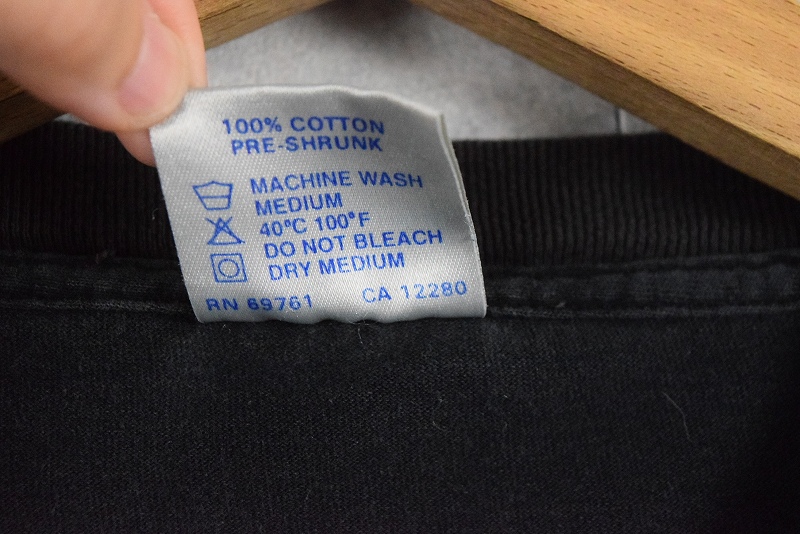 100% COTTON
PRE-SHRUNK
MACHINE WASH
MEDIUM
40°C 100°F
DO NOT BLEACH
DRY MEDIUM
RN 69761 CA 12280